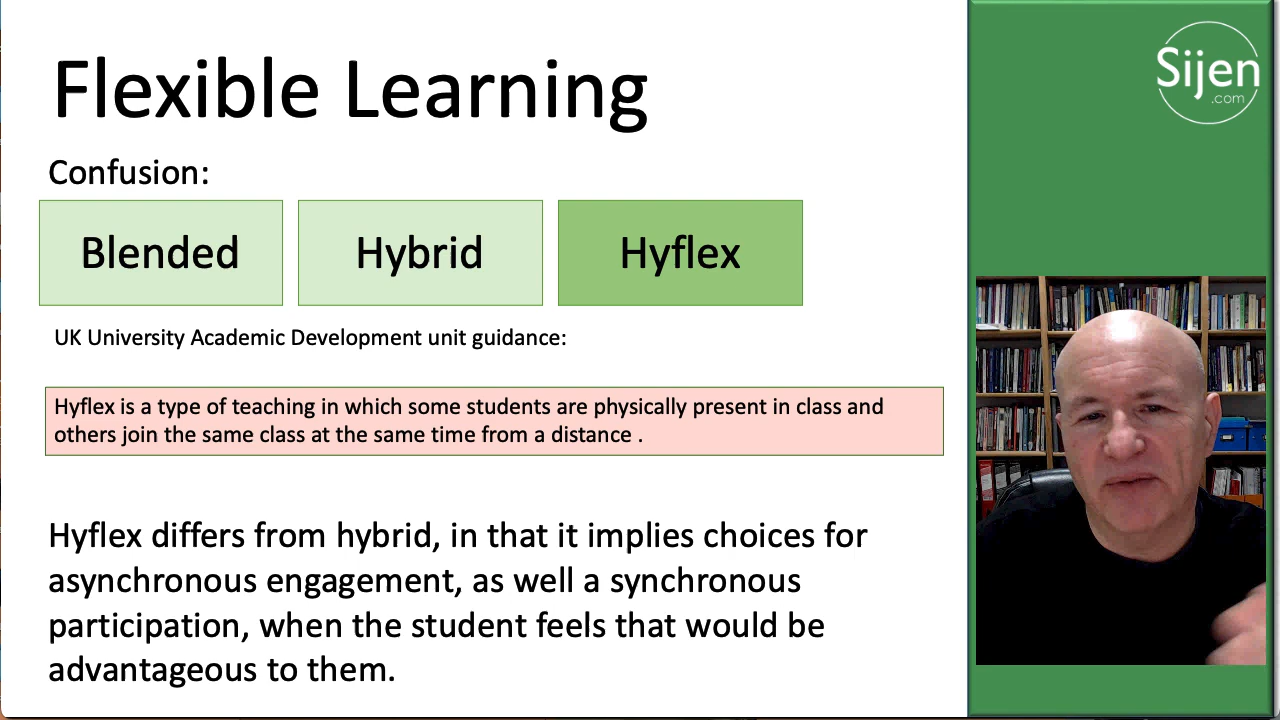 Flexible Learning
Sijen
.com
Confusion:
Blended
Hybrid
Hyflex
UK University Academic Development unit guidance:
Hyflex is a type of teaching in which some students are physically present in class and
others join the same class at the same time from a distance .
Hyflex differs from hybrid, in that it implies choices for
asynchronous engagement, as well a synchronous
participation, when the student feels that would be
advantageous to them.